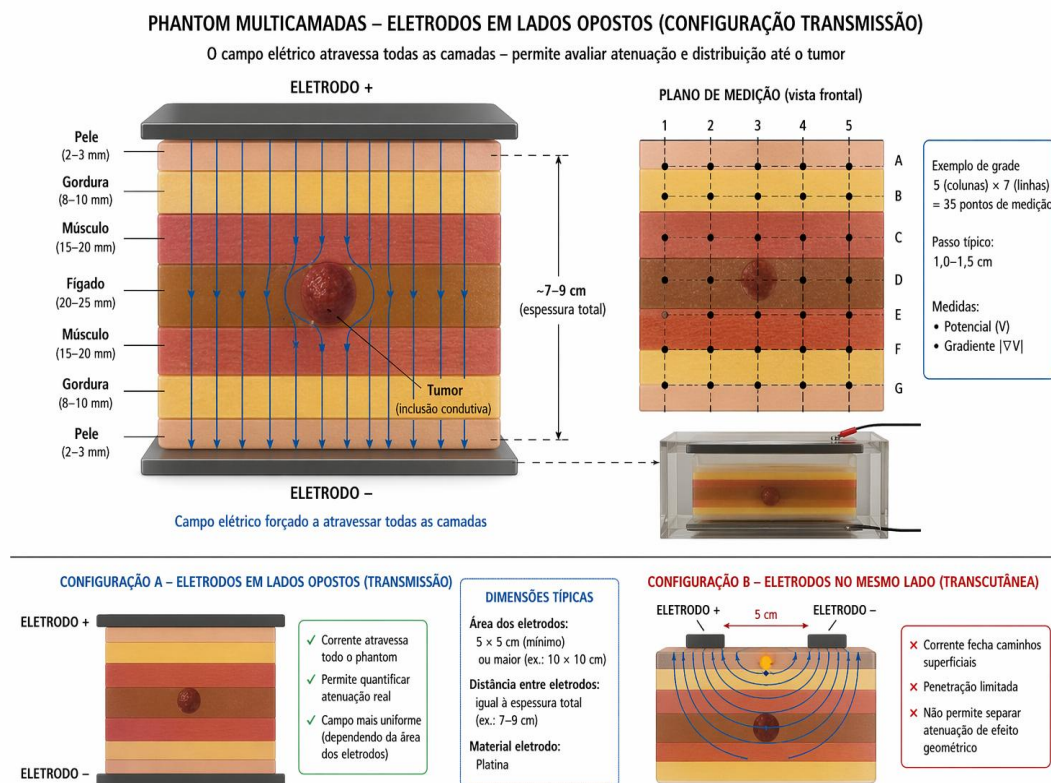 PHANTOM MULTICAMADAS – ELETRODOS EM LADOS OPOSTOS (CONFIGURAÇÃO TRANSMISSÃO)
O campo elétrico atravessa todas as camadas – permite avaliar atenuação e distribuição até o tumor
ELETRODO +
Pele
(2–3 mm)
Gordura
(8–10 mm)
Músculo
(15–20 mm)
Fígado
(20–25 mm)
Músculo
(15–20 mm)
Gordura
(8–10 mm)
Pele
(2–3 mm)
Tumor
(inclusão condutiva)
~7–9 cm
(espessura total)
ELETRODO –
Campo elétrico forçado a atravessar todas as camadas
PLANO DE MEDIÇÃO (vista frontal)
1 2 3 4 5
A
B
C
D
E
F
G
Exemplo de grade
5 (colunas) × 7 (linhas)
= 35 pontos de medição
Passo típico:
1,0–1,5 cm
Medidas:
• Potencial (V)
• Gradiente |∇V|
CONFIGURAÇÃO A – ELETRODOS EM LADOS OPOSTOS (TRANSMISSÃO)
ELETRODO +
ELETRODO –
✓ Corrente atravessa
todo o phantom
✓ Permite quantificar
atenuação real
✓ Campo mais uniforme
(dependendo da área
dos eletrodos)
DIMENSÕES TÍPICAS
Área dos eletrodos:
5 × 5 cm (mínimo)
ou maior (ex.: 10 × 10 cm)
Distância entre eletrodos:
igual à espessura total
(ex.: 7–9 cm)
Material eletrodo:
Platina
CONFIGURAÇÃO B – ELETRODOS NO MESMO LADO (TRANSCUTÂNEA)
ELETRODO +
5 cm
ELETRODO –
× Corrente fecha caminhos
superficiais
× Penetração limitada
× Não permite separar
atenuação de efeito
geométrico